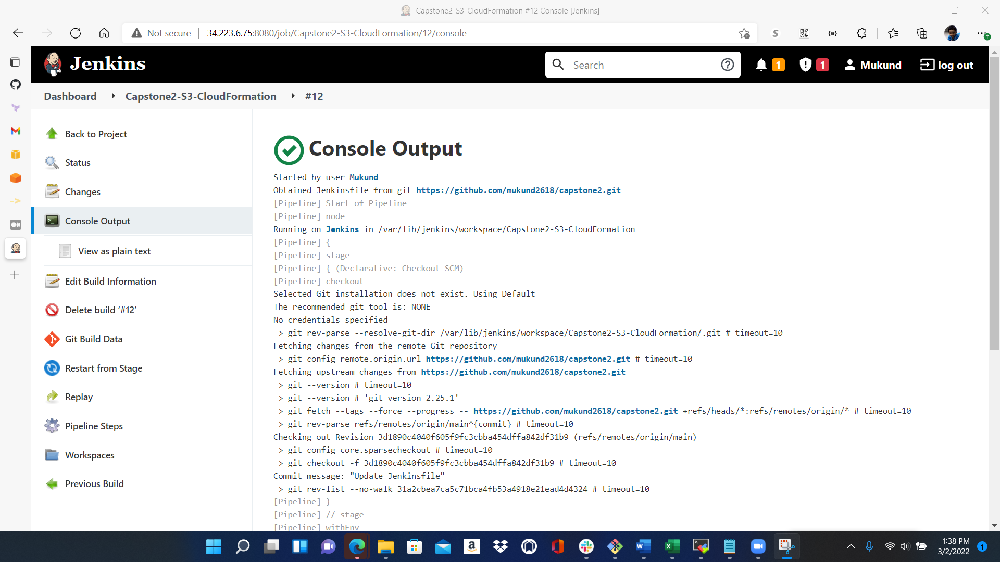 Capstone2-S3-CloudFormation #12 Console [Jenkins]
Not secure
34.223.6.75:8080/job/Capstone2-S3-CloudFormation/12/console
Jenkins
Search
1
1
Mukund
log out
Dashboard
Capstone2-S3-CloudFormation
#12
Back to Project
Status
Changes
Console Output
View as plain text
Edit Build Information
Delete build ‘#12’
Git Build Data
Restart from Stage
Replay
Pipeline Steps
Workspaces
Previous Build
Console Output
Started by user Mukund
Obtained Jenkinsfile from git https://github.com/mukund2618/capstone2.git
[Pipeline] Start of Pipeline
[Pipeline] node
Running on Jenkins in /var/lib/jenkins/workspace/Capstone2-S3-CloudFormation
[Pipeline] {
[Pipeline] stage
[Pipeline] { (Declarative: Checkout SCM)
[Pipeline] checkout
Selected Git installation does not exist. Using Default
The recommended git tool is: NONE
No credentials specified
> git rev-parse --resolve-git-dir /var/lib/jenkins/workspace/Capstone2-S3-CloudFormation/.git # timeout=10
Fetching changes from the remote Git repository
> git config remote.origin.url https://github.com/mukund2618/capstone2.git # timeout=10
Fetching upstream changes from https://github.com/mukund2618/capstone2.git
> git --version # timeout=10
> git --version # 'git version 2.25.1'
> git fetch --tags --force --progress -- https://github.com/mukund2618/capstone2.git +refs/heads/*:refs/remotes/origin/* # timeout=10
> git rev-parse refs/remotes/origin/main^{commit} # timeout=10
Checking out Revision 3d1890c4040f605f9fc3cbba454dffa842df31b9 (refs/remotes/origin/main)
> git config core.sparsecheckout # timeout=10
> git checkout -f 3d1890c4040f605f9fc3cbba454dffa842df31b9 # timeout=10
Commit message: "Update Jenkinsfile"
> git rev-list --no-walk 31a2cbea7ca5c71bca4fb53a4918e21ead4d4324 # timeout=10
[Pipeline] }
[Pipeline] // stage
[Pipeline] withEnv
1:38 PM
3/2/2022
1